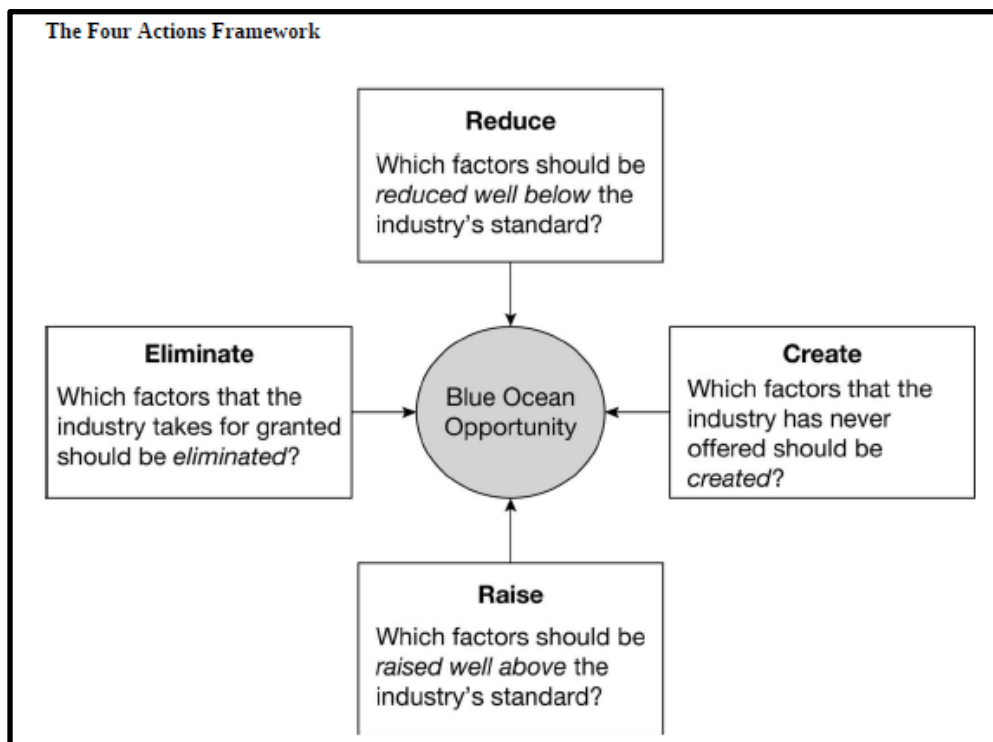 The Four Actions Framework
Reduce
Which factors should be
reduced well below the
industry's standard?
Eliminate
Which factors that the
industry takes for granted
should be eliminated?
Blue Ocean
Opportunity
Create
Which factors that the
industry has never
offered should be
created?
Raise
Which factors should be
raised well above the
industry's standard?